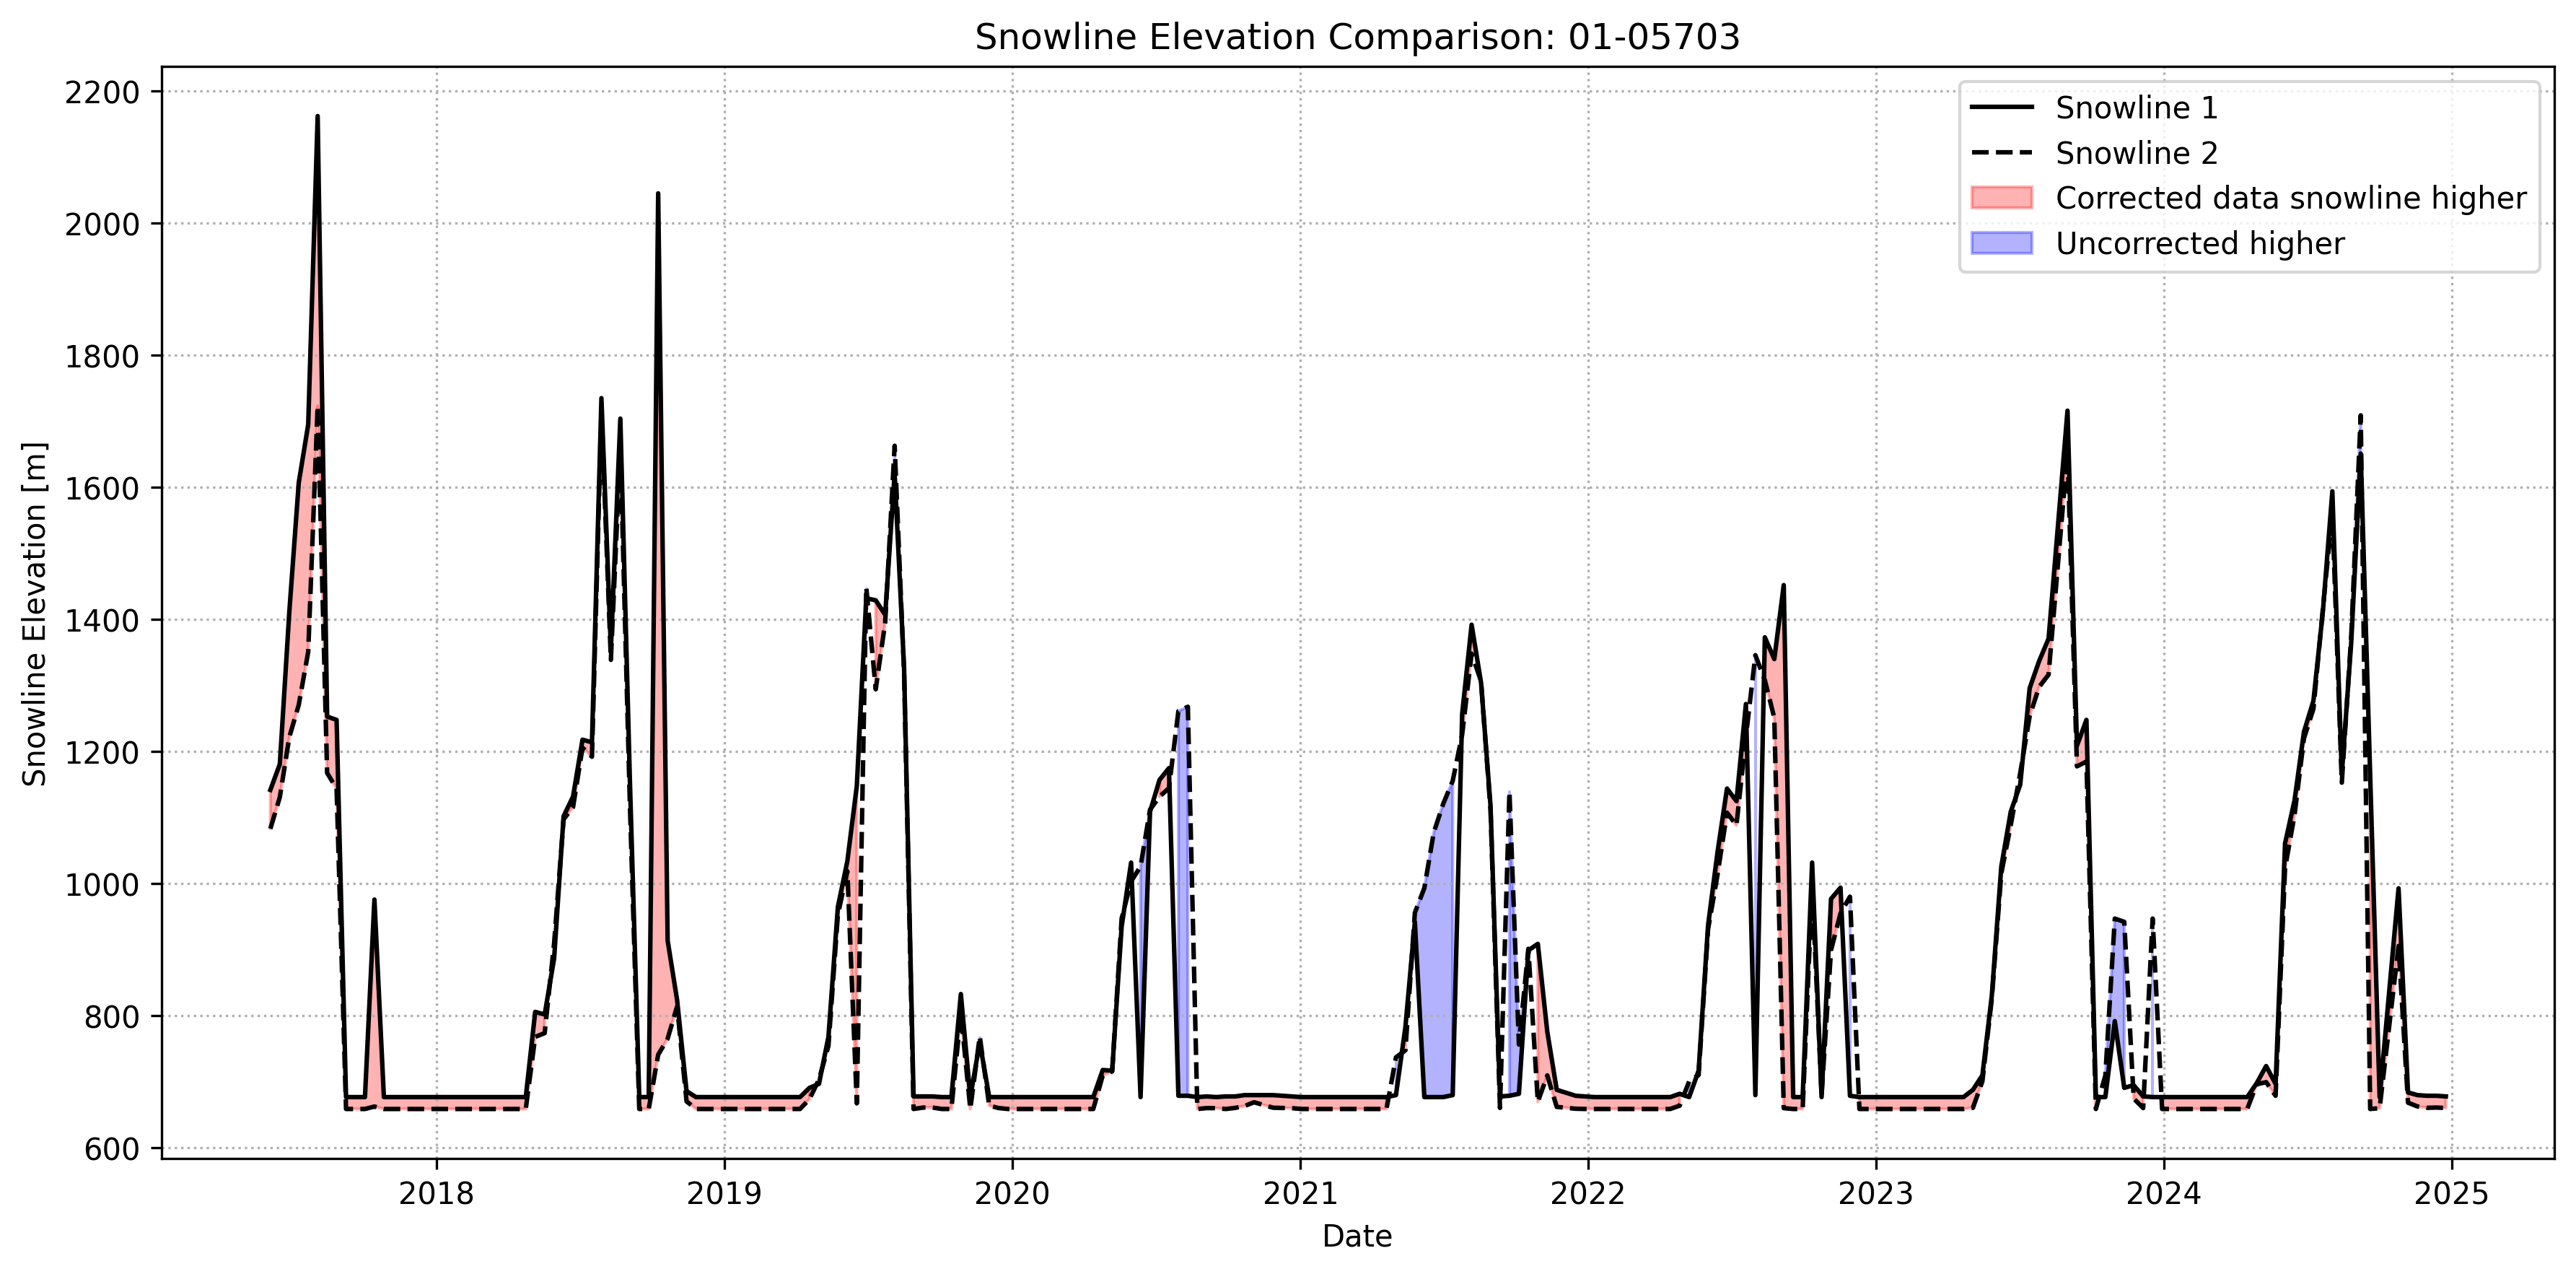 Snowline Elevation Comparison: 01-05703
Snowline 1
Snowline 2
Corrected data snowline higher
Uncorrected higher
Snowline Elevation [m]
2200
2000
1800
1600
1400
1200
1000
800
600
2018 2019 2020 2021 2022 2023 2024 2025
Date